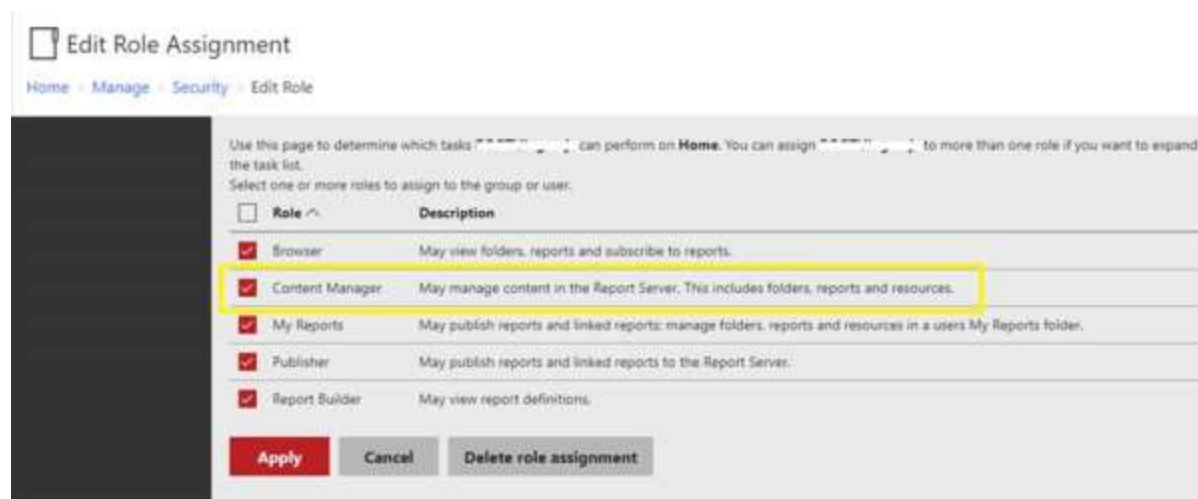 Edit Role Assignment
Home Manage Security Edit Role
Use this page to determine which tasks can perform on Home. You can assign to more than one role if you want to expand
the task list.
Select one or more roles to assign to the group or user.
Role Description
Browser May view folders, reports and subscribe to reports.
Content Manager May manage content in the Report Server. This includes folders, reports and resources.
My Reports May publish reports and linked reports; manage folders, reports and resources in a users My Reports folder.
Publisher May publish reports and linked reports to the Report Server.
Report Builder May view report definitions.
Apply Cancel Delete role assignment